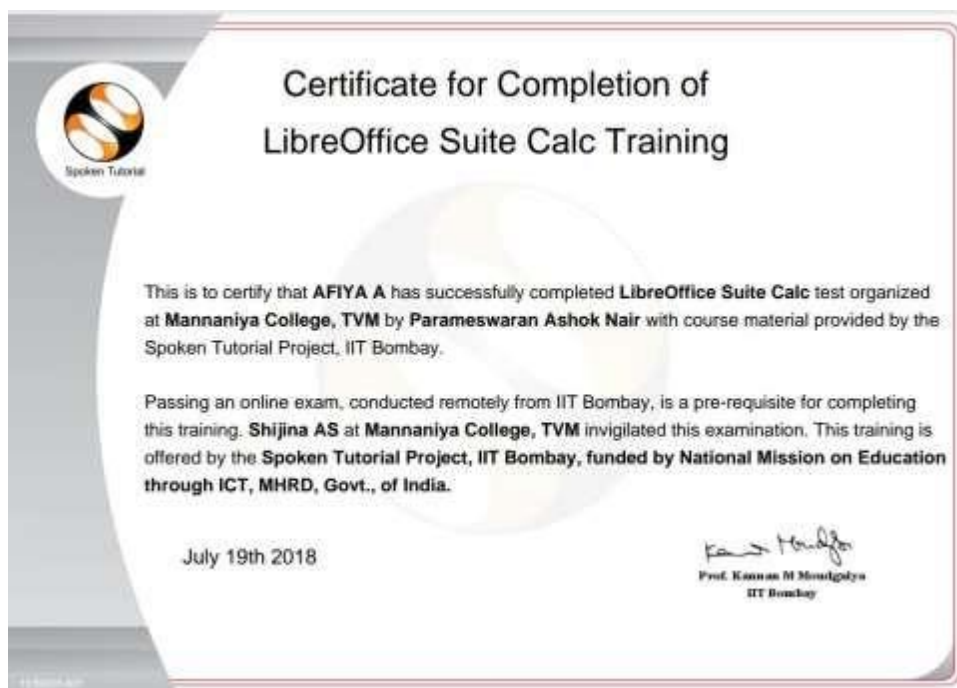 Certificate for Completion of
LibreOffice Suite Calc Training
Spoken Tutorial
This is to certify that AFIYA A has successfully completed LibreOffice Suite Calc test organized
at Mannaniya College, TVM by Parameswaran Ashok Nair with course material provided by the
Spoken Tutorial Project, IIT Bombay.
Passing an online exam, conducted remotely from IIT Bombay, is a pre-requisite for completing
this training. Shijina AS at Mannaniya College, TVM invigilated this examination. This training is
offered by the Spoken Tutorial Project, IIT Bombay, funded by National Mission on Education
through ICT, MHRD, Govt., of India.
July 19th 2018
Prof. Kannan M Moudgalya
IIT Bombay